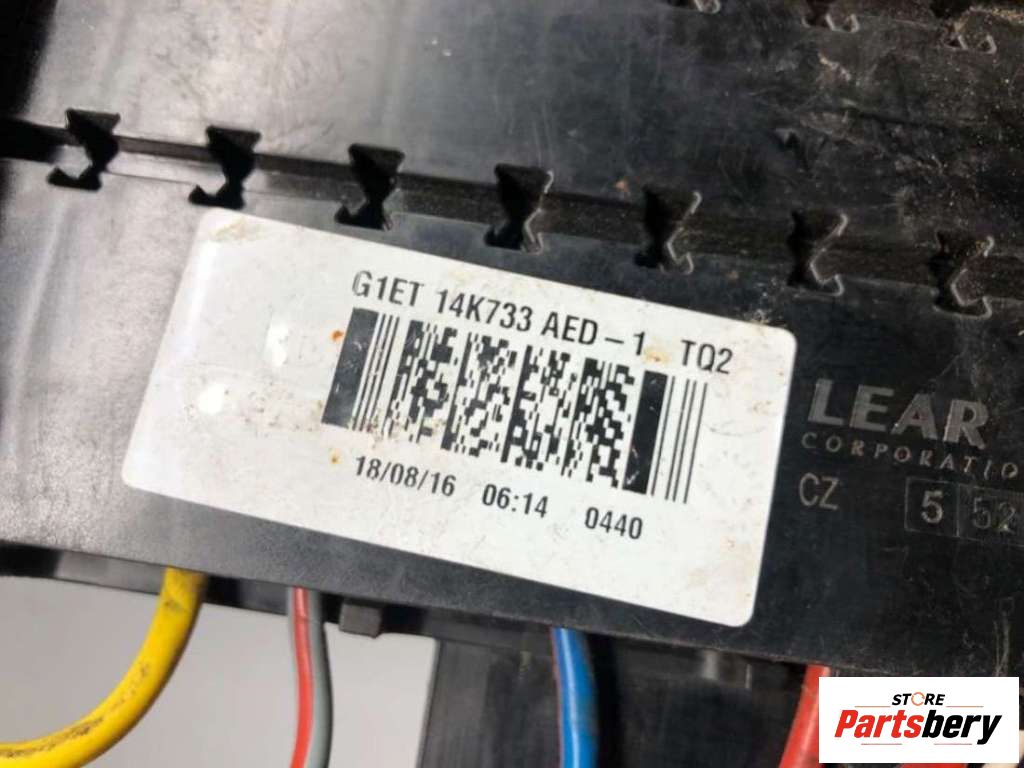 G1ET 14K733 AED-1 TQ2
18/08/16 06:14 0440
LEAR
CORPORATIO
CZ 5 52
STORE
Partsbery